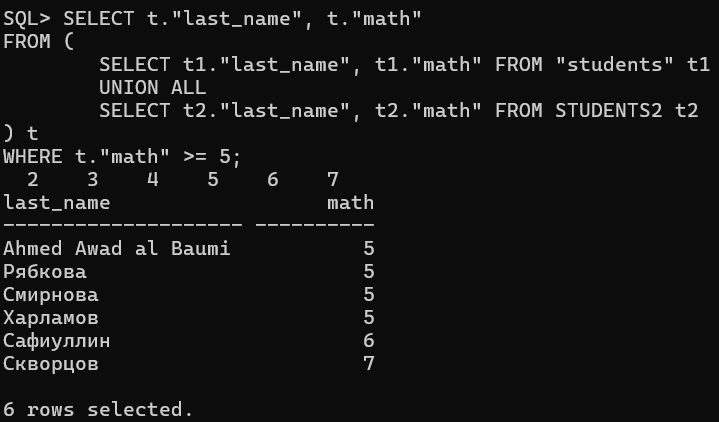 SQL> SELECT t."last_name", t."math"
FROM (
        SELECT t1."last_name", t1."math" FROM "students" t1
        UNION ALL
        SELECT t2."last_name", t2."math" FROM STUDENTS2 t2
) t
WHERE t."math" >= 5;
  2    3    4    5    6    7
last_name                  math
-------------------- ----------
Ahmed Awad al Baumi           5
Рябкова                       5
Смирнова                      5
Харламов                      5
Сафиуллин                     6
Скворцов                      7

6 rows selected.